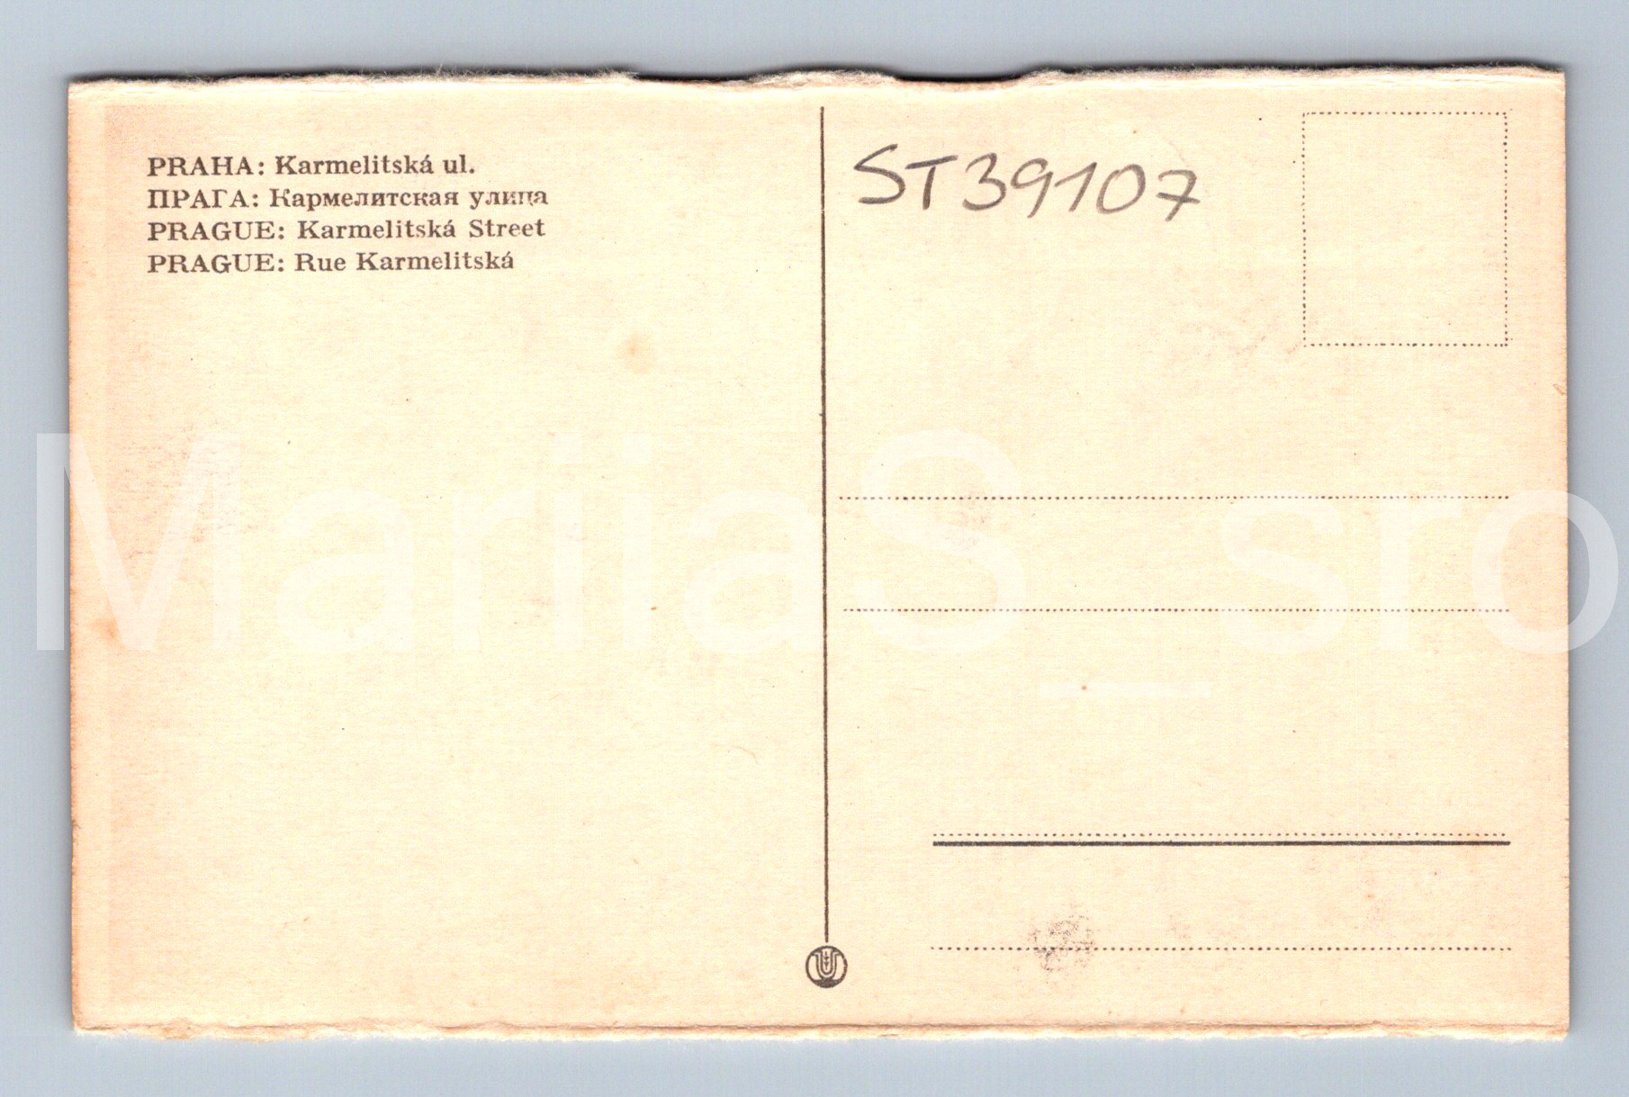 PRAHA: Karmelitská ul.
ПРАГА: Кармелитская улица
PRAGUE: Karmelitská Street
PRAGUE: Rue Karmelitská
ST39107
MariiaS_sro